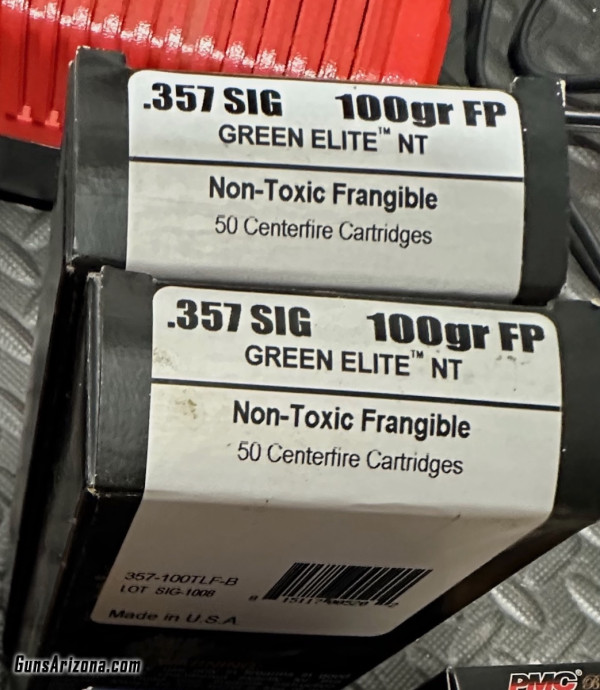 .357 SIG 100gr FP
GREEN ELITE™ NT
Non-Toxic Frangible
50 Centerfire Cartridges
.357 SIG 100gr FP
GREEN ELITE™ NT
Non-Toxic Frangible
50 Centerfire Cartridges
357-100TLF-B
LOT SIG-1008
Made in U.S.A
GunsArizona.com
PMC